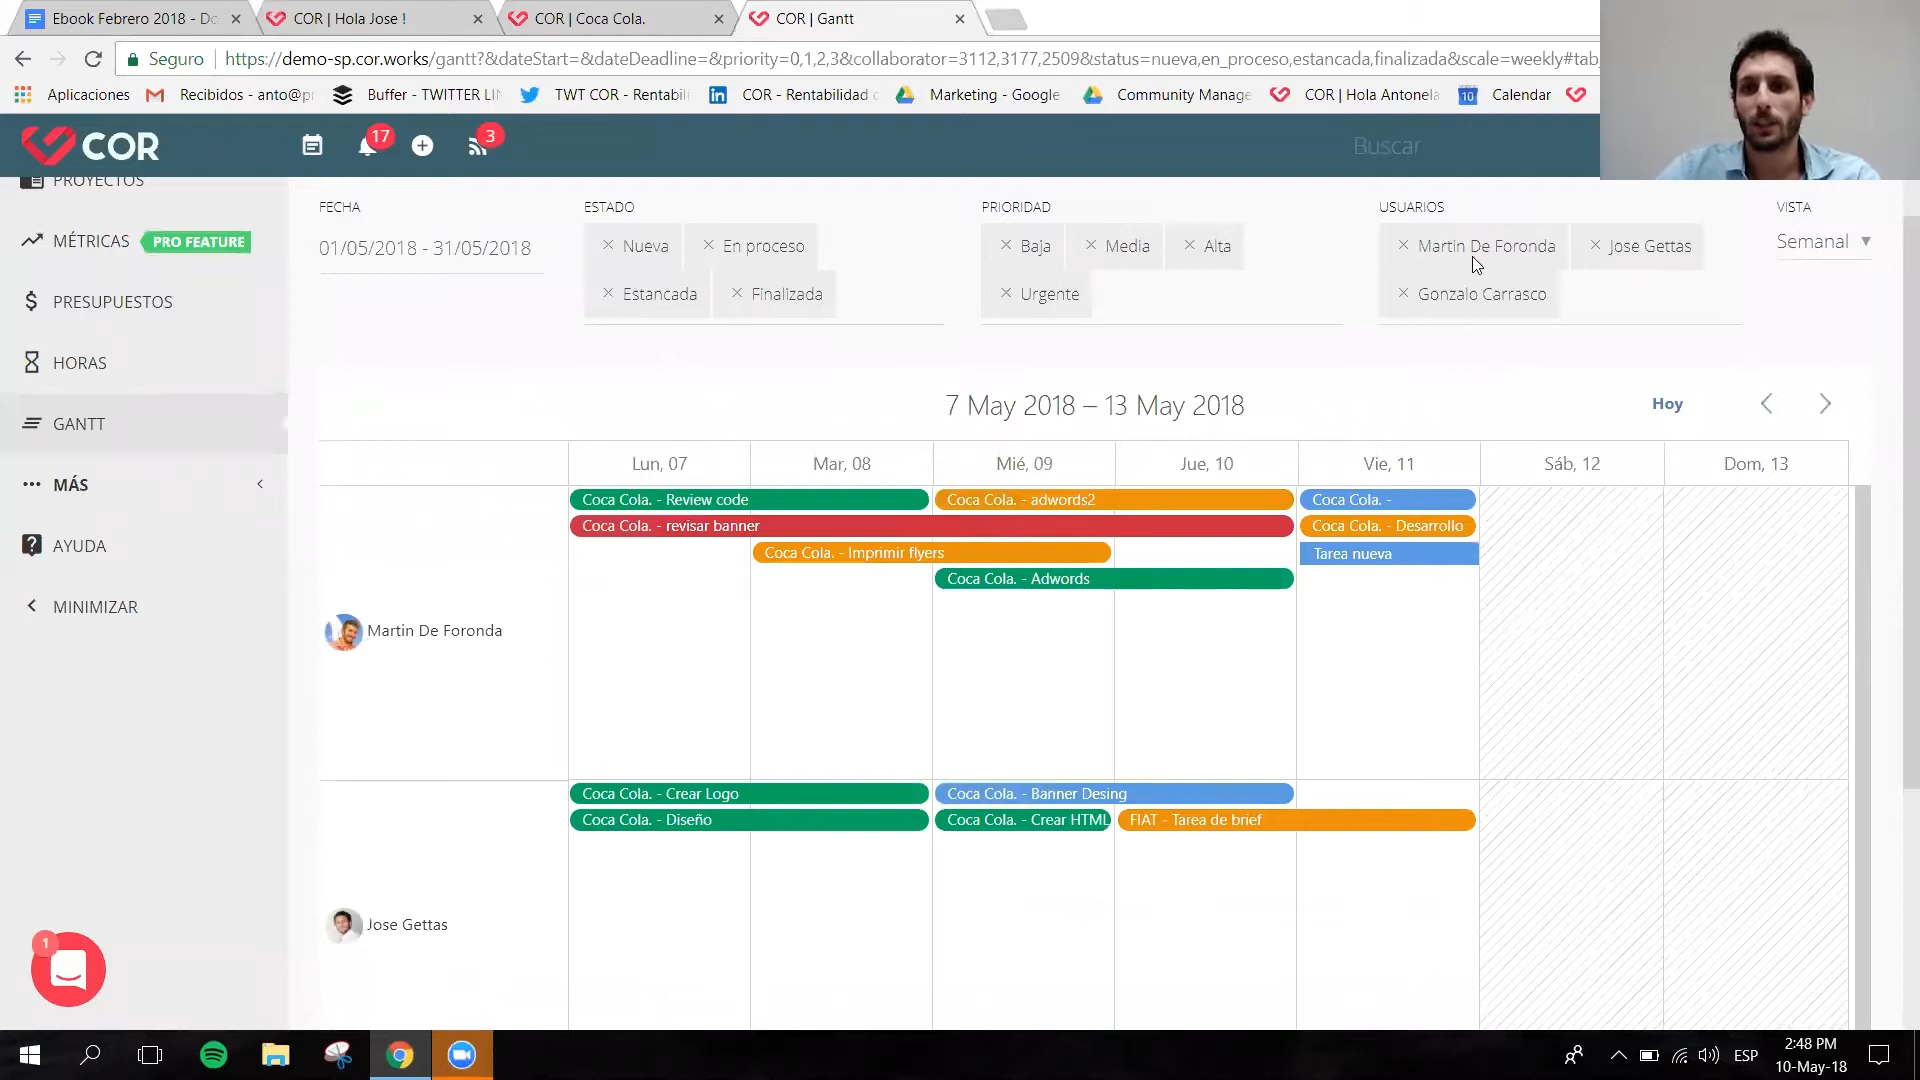 Ebook Febrero 2018 - Do
COR | Hola Jose !
COR | Coca Cola.
COR | Gantt
Seguro
https://demo-sp.cor.works/gantt?&dateStart=&dateDeadline=&priority=0,1,2,3&collaborator=3112,3177,2509&status=nueva,en_proceso,estancada,finalizada&scale=weekly#tab_
Aplicaciones
Recibidos - anto@pr
Buffer - TWITTER LIN
TWT COR - Rentabili
COR - Rentabilidad
Marketing - Google
Community Manage
COR | Hola Antonela
10
Calendar
COR
17
3
Buscar
PROYECTOS
MÉTRICAS
PRO FEATURE
PRESUPUESTOS
HORAS
GANTT
MÁS
AYUDA
MINIMIZAR
FECHA
01/05/2018 - 31/05/2018
ESTADO
× Nueva
× En proceso
× Estancada
× Finalizada
PRIORIDAD
× Baja
× Media
× Alta
× Urgente
USUARIOS
× Martin De Foronda
× Jose Gettas
× Gonzalo Carrasco
VISTA
Semanal
7 May 2018 – 13 May 2018
Hoy
Lun, 07
Mar, 08
Mié, 09
Jue, 10
Vie, 11
Sáb, 12
Dom, 13
Martin De Foronda
Coca Cola. - Review code
Coca Cola. - adwords2
Coca Cola. -
Coca Cola. - revisar banner
Coca Cola. - Desarrollo
Coca Cola. - Imprimir flyers
Tarea nueva
Coca Cola. - Adwords
Jose Gettas
Coca Cola. - Crear Logo
Coca Cola. - Banner Desing
Coca Cola. - Diseño
Coca Cola. - Crear HTML
FIAT - Tarea de brief
1
ESP
2:48 PM
10-May-18